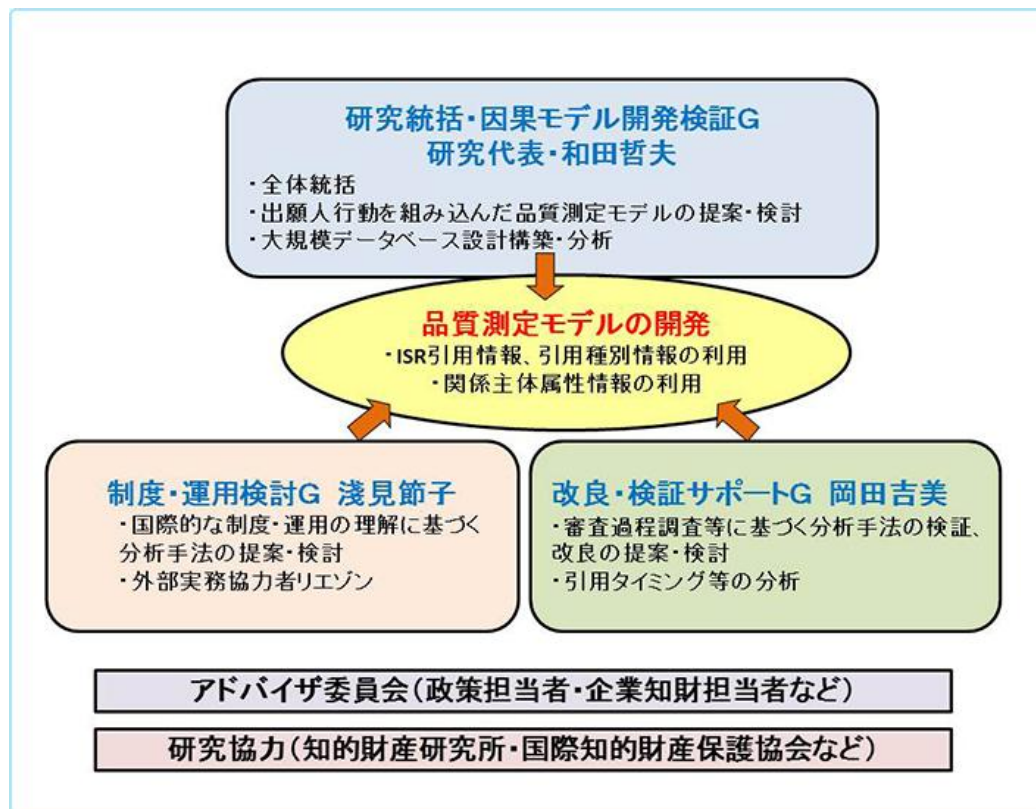 研究統括・因果モデル開発検証G
研究代表・和田哲夫
・全体統括
・出願人行動を組み込んだ品質測定モデルの提案・検討
・大規模データベース設計構築・分析
品質測定モデルの開発
・ISR引用情報、引用種別情報の利用
・関係主体属性情報の利用
制度・運用検討G 淺見節子
・国際的な制度・運用の理解に基づく
分析手法の提案・検討
・外部実務協力者リエゾン
改良・検証サポートG 岡田吉美
・審査過程調査等に基づく分析手法の検証、
改良の提案・検討
・引用タイミング等の分析
アドバイザ委員会(政策担当者・企業知財担当者など)
研究協力(知的財産研究所・国際知的財産保護協会など)